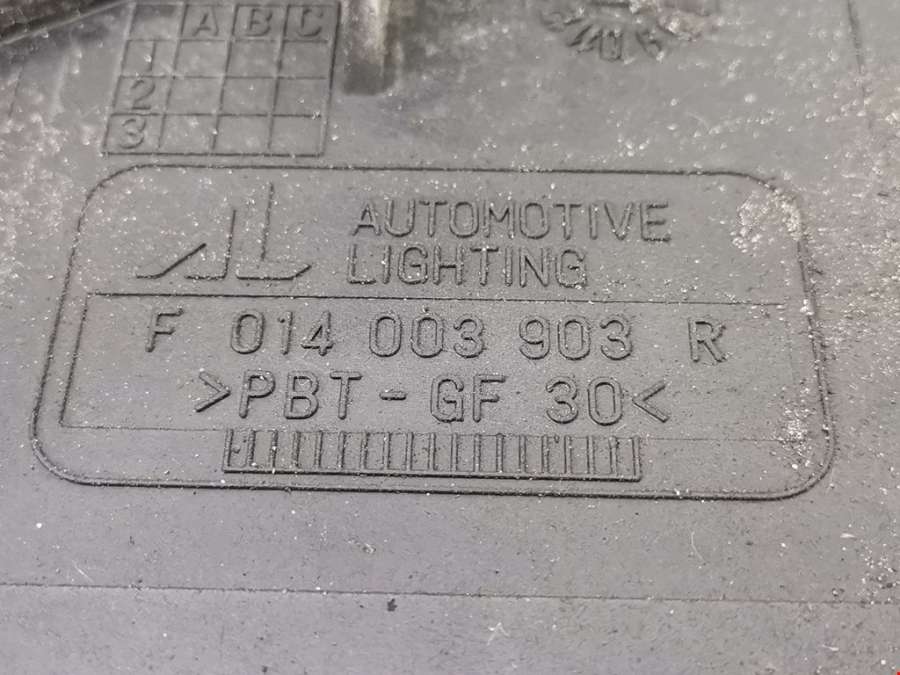 A B C
1
2
3
AL AUTOMOTIVE
LIGHTING
F 014 003 903 R
>PBT-GF 30<